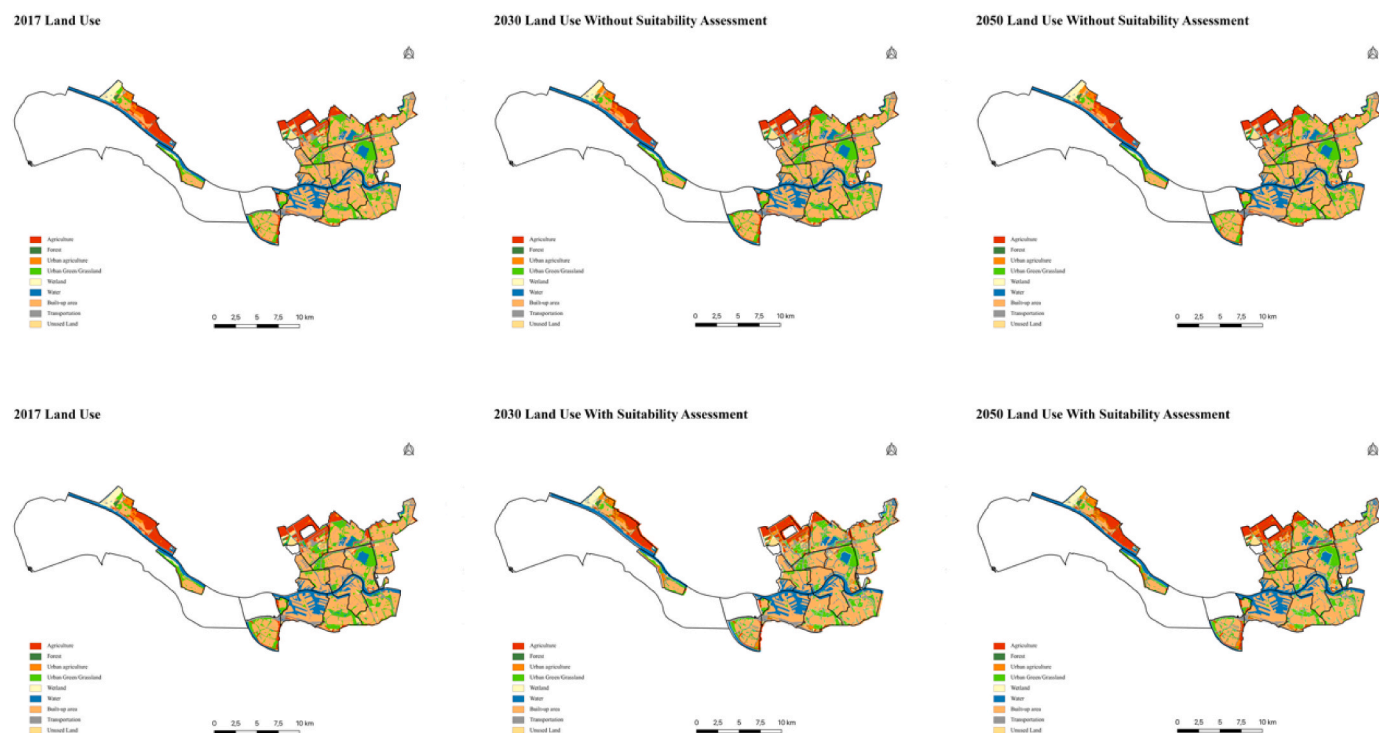 2017 Land Use
2030 Land Use Without Suitability Assessment
2050 Land Use Without Suitability Assessment
Agriculture
Forest
Urban agriculture
Urban Green/Grassland
Wetland
Water
Built-up area
Transportation
Unused Land
0 2,5 5 7,5 10 km
Agriculture
Forest
Urban agriculture
Urban Green/Grassland
Wetland
Water
Built-up area
Transportation
Unused Land
0 2,5 5 7,5 10 km
Agriculture
Forest
Urban agriculture
Urban Green/Grassland
Wetland
Water
Built-up area
Transportation
Unused Land
0 2,5 5 7,5 10 km
2017 Land Use
2030 Land Use With Suitability Assessment
2050 Land Use With Suitability Assessment
Agriculture
Forest
Urban agriculture
Urban Green/Grassland
Wetland
Water
Built-up area
Transportation
Unused Land
0 2,5 5 7,5 10 km
Agriculture
Forest
Urban agriculture
Urban Green/Grassland
Wetland
Water
Built-up area
Transportation
Unused Land
0 2,5 5 7,5 10 km
Agriculture
Forest
Urban agriculture
Urban Green/Grassland
Wetland
Water
Built-up area
Transportation
Unused Land
0 2,5 5 7,5 10 km